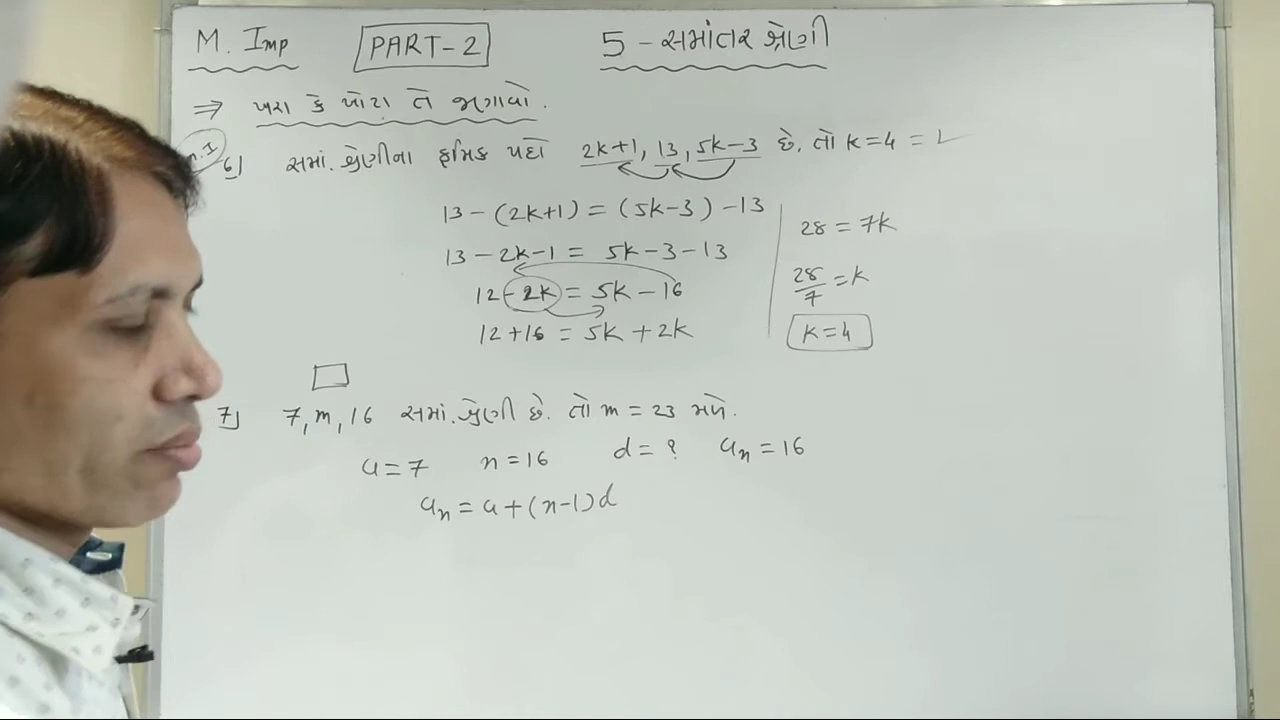 M. Imp PART-2 5 - સમાંતર શ્રેણી
⇒ ખરા કે ખોટા તે જણાવો.
6) સમાં. શ્રેણીના ક્રમિક પદો 2k+1, 13, 5k-3 છે. તો k=4 =
13-(2k+1) = (5k-3)-13
13-2k-1 = 5k-3-13
12-2k = 5k-16
12+16 = 5k+2k
28 = 7k
28/7 = k
k=4
7) 7, m, 16 સમાં. શ્રેણી છે. તો m = 23 મળે.
a=7 n=16 d=? an=16
an = a+(n-1)d